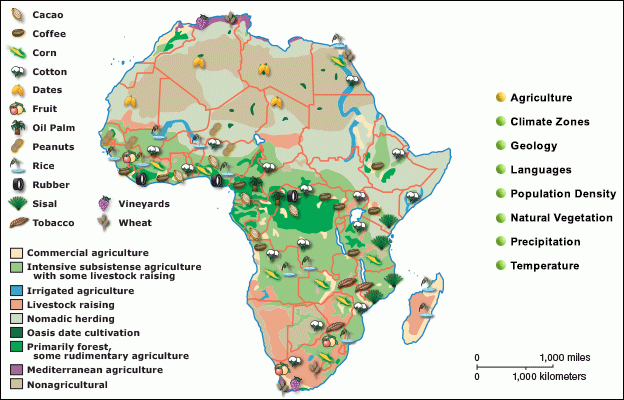 Cacao
Coffee
Corn
Cotton
Dates
Fruit
Oil Palm
Peanuts
Rice
Rubber
Sisal
Vineyards
Tobacco
Wheat
Commercial agriculture
Intensive subsistense agriculture
with some livestock raising
Irrigated agriculture
Livestock raising
Nomadic herding
Oasis date cultivation
Primarily forest,
some rudimentary agriculture
Mediterranean agriculture
Nonagricultural
Agriculture
Climate Zones
Geology
Languages
Population Density
Natural Vegetation
Precipitation
Temperature
0 1,000 miles
0 1,000 kilometers